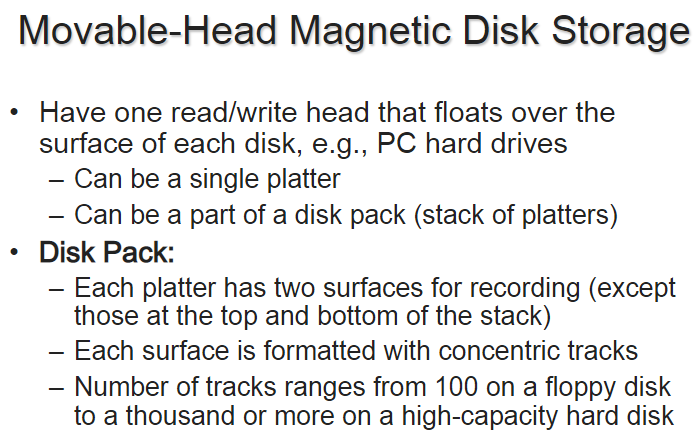 Movable-Head Magnetic Disk Storage
• Have one read/write head that floats over the
surface of each disk, e.g., PC hard drives
– Can be a single platter
– Can be a part of a disk pack (stack of platters)
• Disk Pack:
– Each platter has two surfaces for recording (except
those at the top and bottom of the stack)
– Each surface is formatted with concentric tracks
– Number of tracks ranges from 100 on a floppy disk
to a thousand or more on a high-capacity hard disk